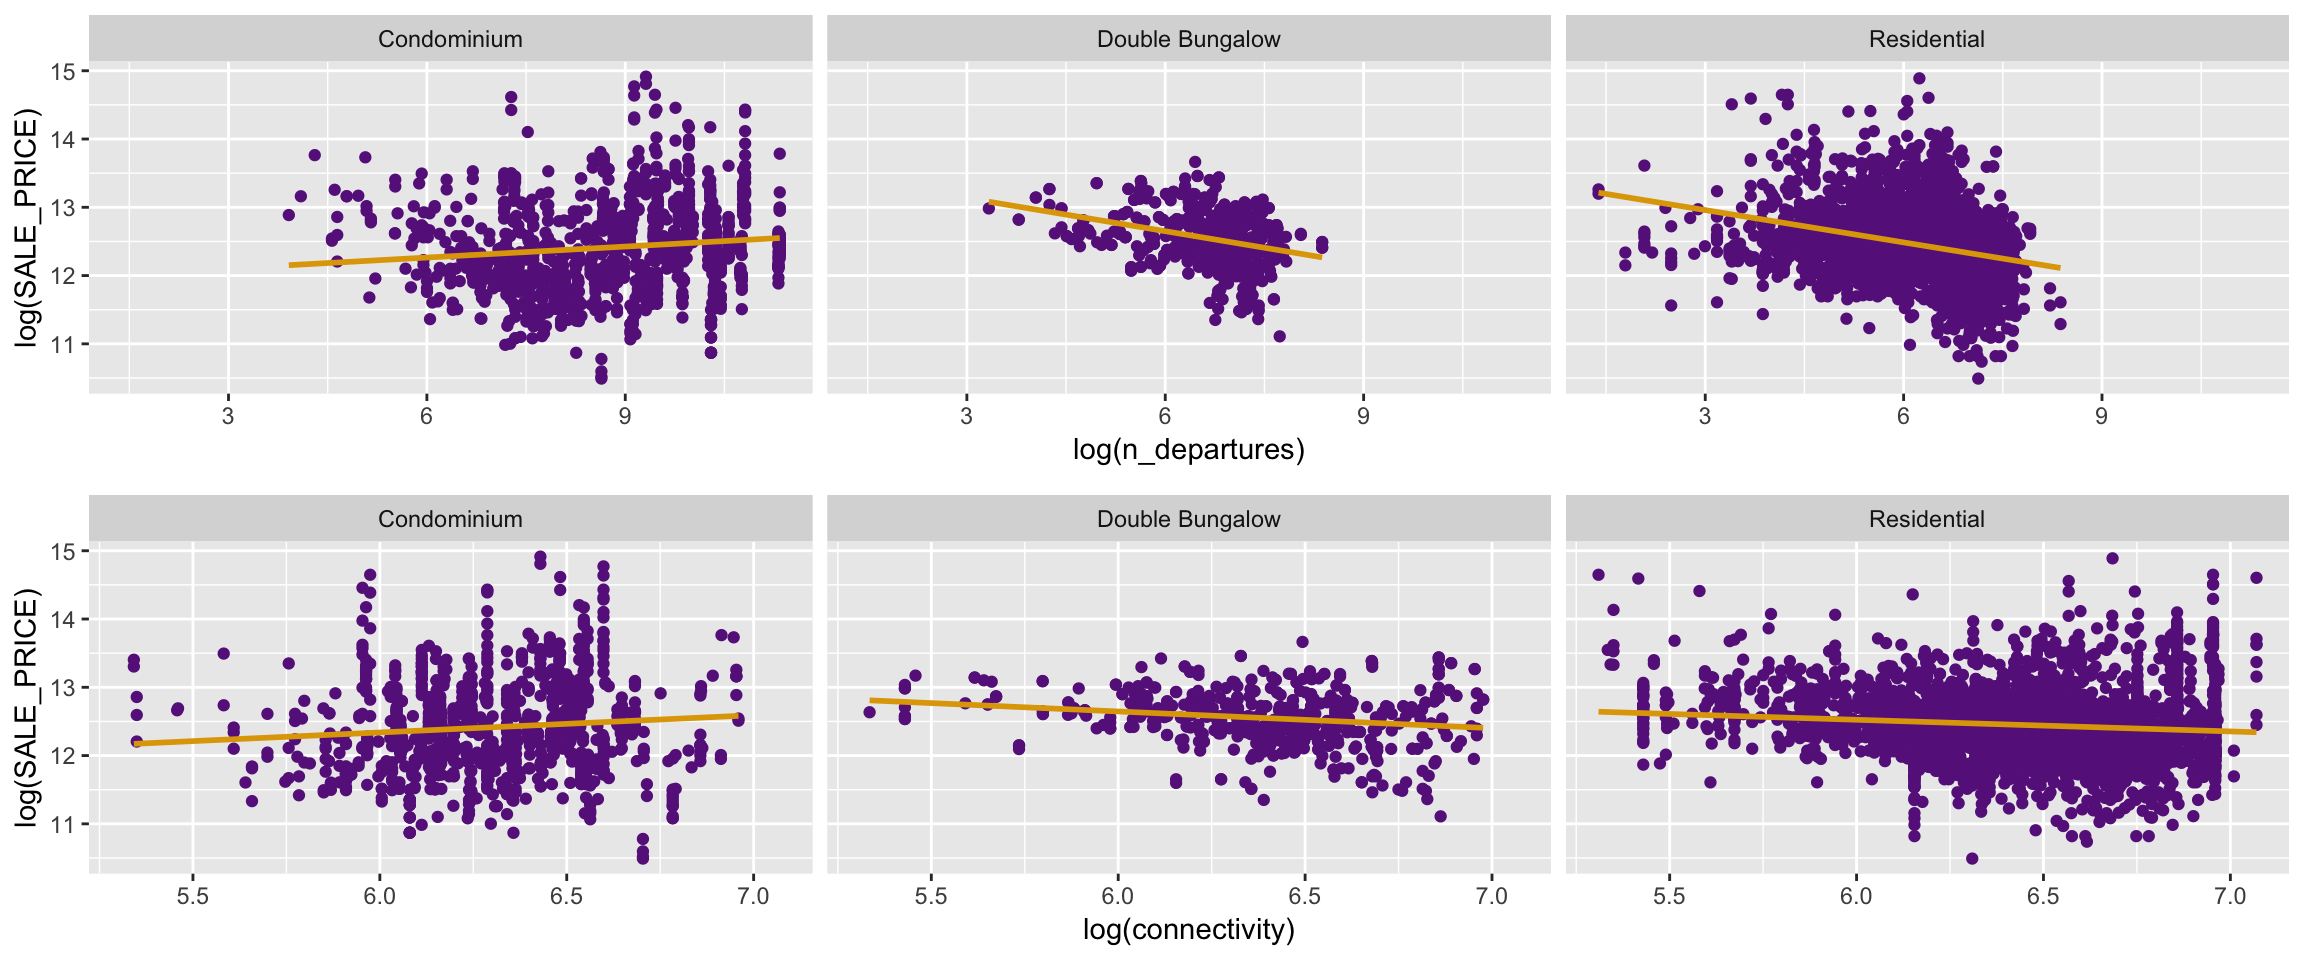 Condominium Double Bungalow Residential
log(SALE_PRICE)
15
14
13
12
11
3 6 9 3 6 9 3 6 9
log(n_departures)
Condominium Double Bungalow Residential
log(SALE_PRICE)
15
14
13
12
11
5.5 6.0 6.5 7.0 5.5 6.0 6.5 7.0 5.5 6.0 6.5 7.0
log(connectivity)